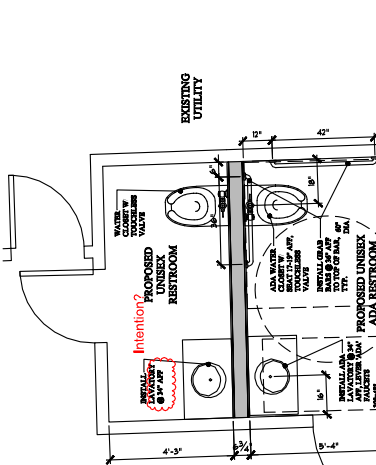 EXISTING
UTILITY
12"
42"
6"
36"
18"
WATER
CLOSET W/
TOUCHLESS
VALVE
PROPOSED
UNISEX
RESTROOM
Intention?
INSTALL
LAVATORY
@ 34" AFF
ADA WATER
CLOSET W/
SEAT 17-19" AFF,
TOUCHLESS
VALVE
INSTALL GRAB
BARS @ 36" AFF
TO TOP OF BAR,
TYP.
60"
DIA.
PROPOSED UNISEX
ADA RESTROOM
INSTALL ADA
LAVATORY @ 34"
AFF, LEVER 'ADA'
FAUCETS
16"
4'-3"
5'-4"